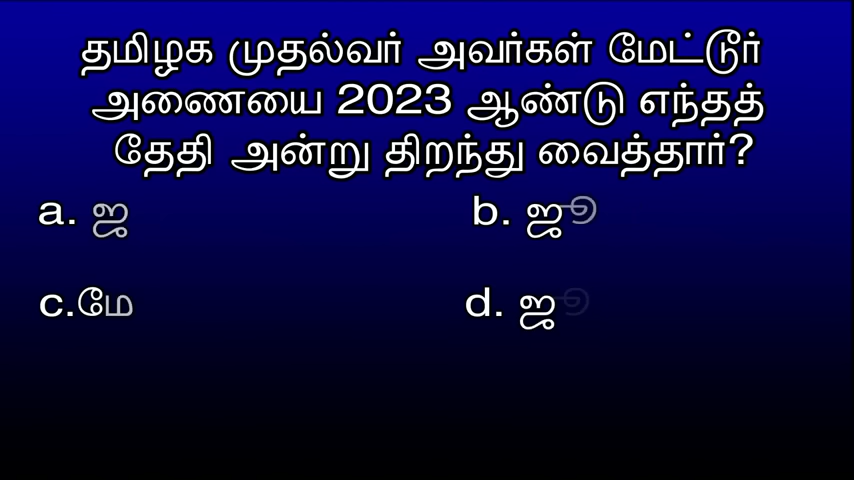 தமிழக முதல்வர் அவர்கள் மேட்டூர்
அணையை 2023 ஆண்டு எந்தத்
தேதி அன்று திறந்து வைத்தார்?
a. ஜ
b. ஜூ
c.மே
d. ஜூ